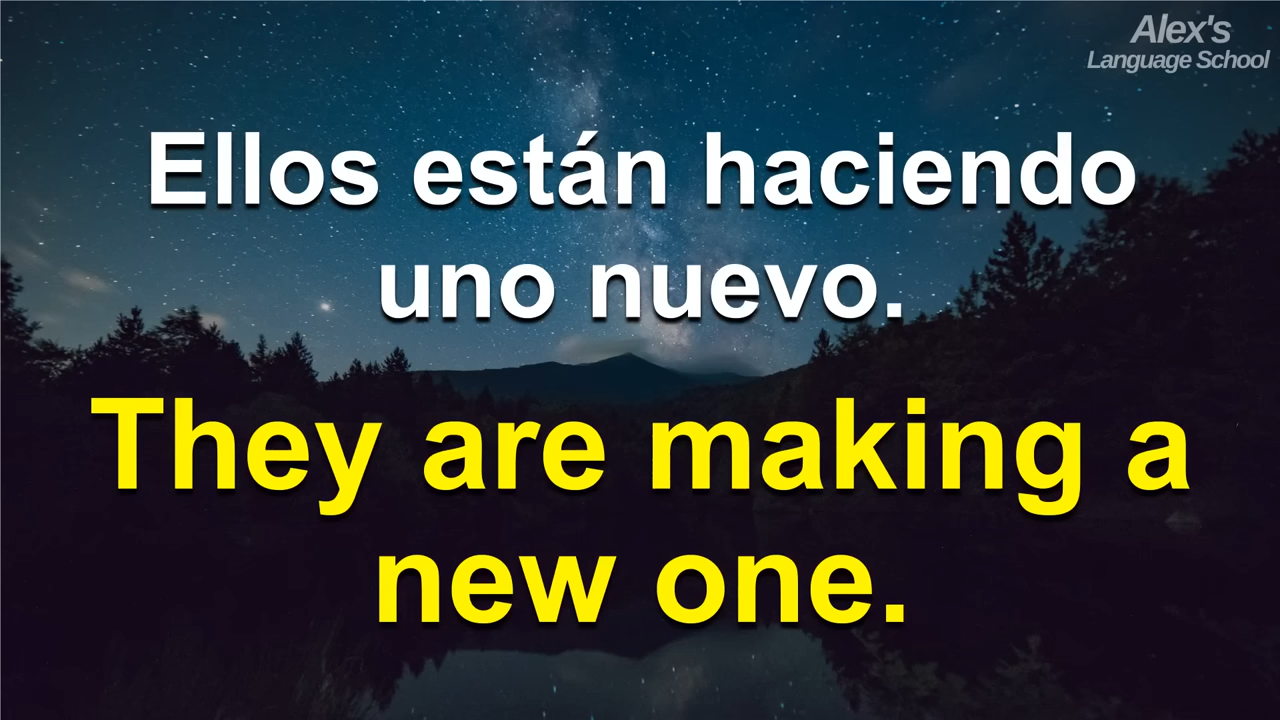 Alex's
Language School
Ellos están haciendo
uno nuevo.
They are making a
new one.